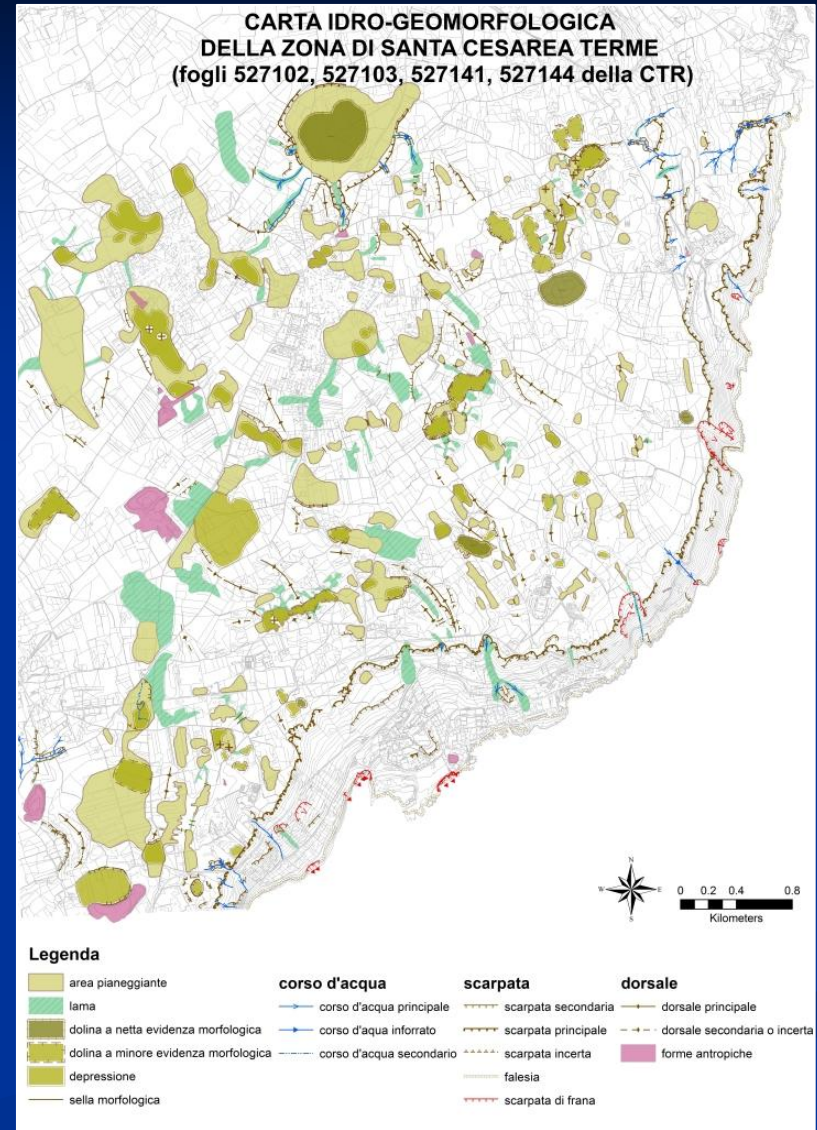 CARTA IDRO-GEOMORFOLOGICA
DELLA ZONA DI SANTA CESAREA TERME
(fogli 527102, 527103, 527141, 527144 della CTR)
N
W E
S
0 0.2 0.4 0.8
Kilometers
Legenda
area pianeggiante
lama
dolina a netta evidenza morfologica
dolina a minore evidenza morfologica
depressione
sella morfologica
corso d'acqua
corso d'acqua principale
corso d'aqua inforrato
corso d'acqua secondario
scarpata
scarpata secondaria
scarpata principale
scarpata incerta
falesia
scarpata di frana
dorsale
dorsale principale
dorsale secondaria o incerta
forme antropiche